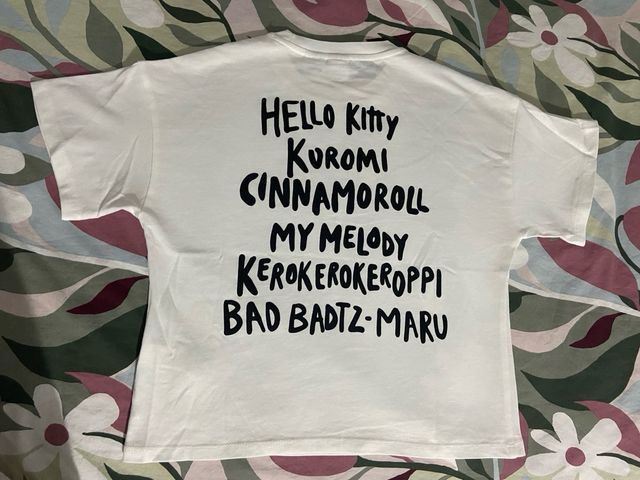 HELLO Kitty
KUROMI
CINNAMOROLL
MY MELODY
KEROKEROKEROPPI
BAD BADTZ-MARU